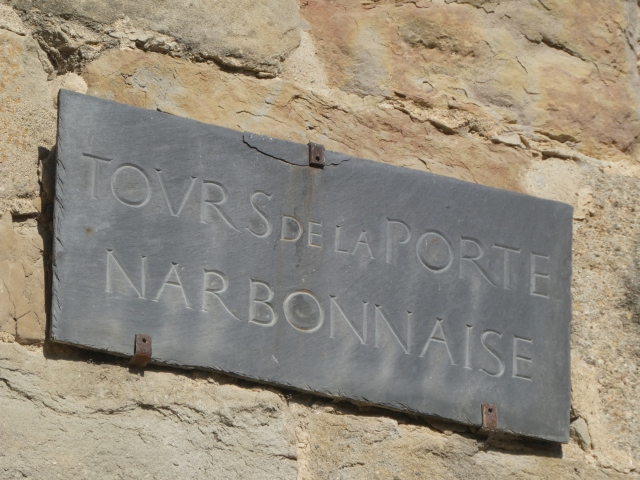 TOVRS DE LA PORTE
NARBONNAISE